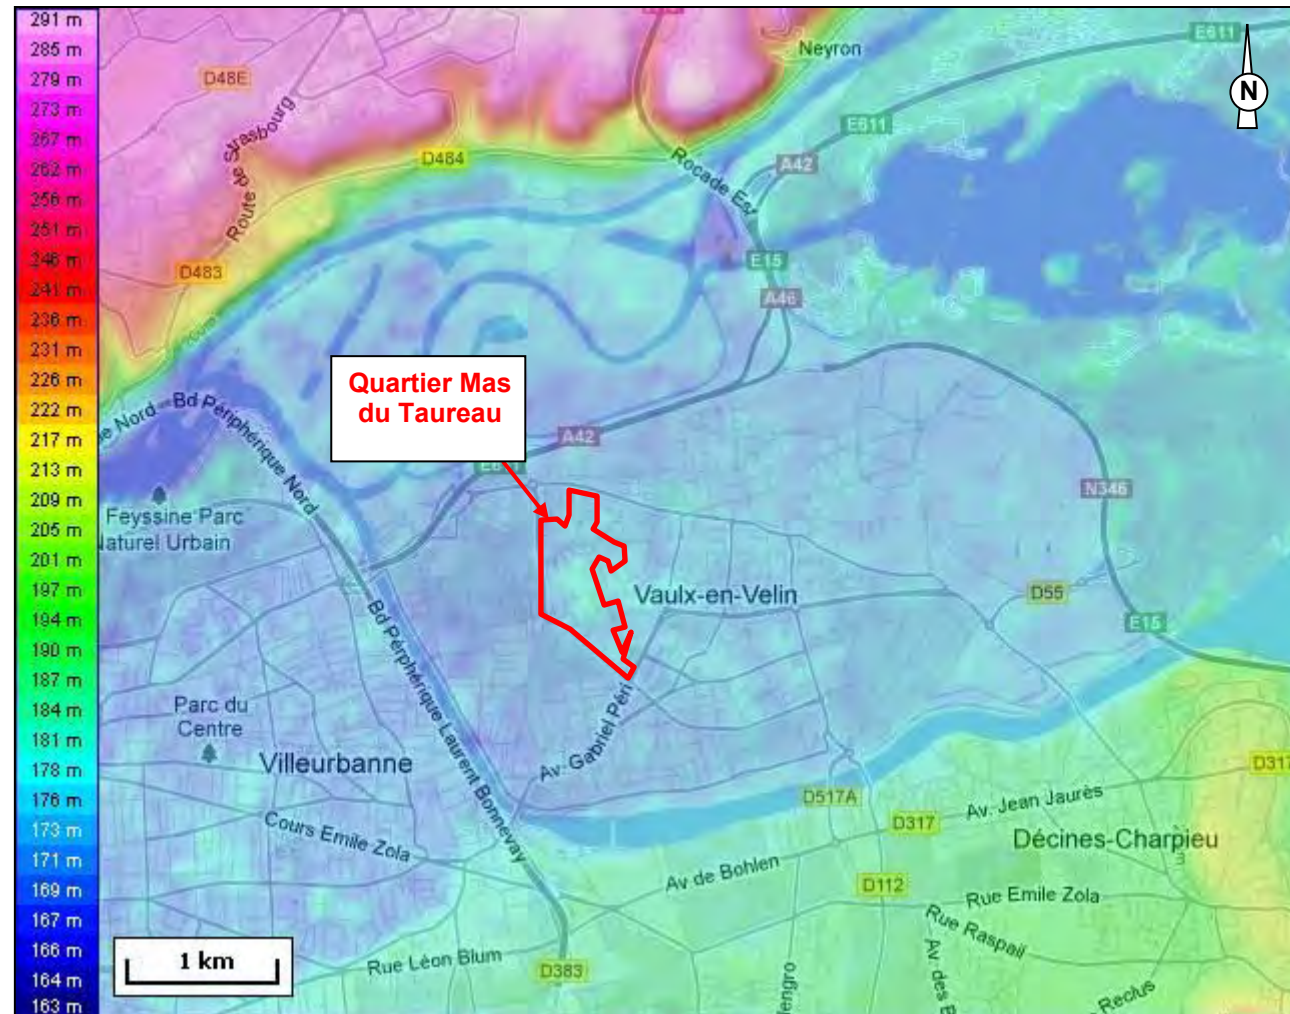 291 m
285 m
279 m
273 m
267 m
262 m
256 m
251 m
246 m
241 m
236 m
231 m
226 m
222 m
217 m
213 m
209 m
205 m
201 m
197 m
194 m
190 m
187 m
184 m
181 m
178 m
176 m
173 m
171 m
169 m
167 m
166 m
164 m
163 m
Neyron
E611
N
D48E
Route de Strasbourg
E611
D484
A42
Rocade Est
D483
E15
A46
Quartier Mas
du Taureau
Bd Périphérique Nord
A42
N346
Feyssine Parc
Naturel Urbain
Vaulx-en-Velin
D55
E15
Bd Périphérique Laurent Bonnevay
Parc du
Centre
Av. Gabriel Péri
Villeurbanne
D317
D517A
Av. Jean Jaurès
D317
Cours Emile Zola
Décines-Charpieu
Av de Bohlen
D112
Rue Emile Zola
Rue Raspail
Av. des
Rue Léon Blum
D383
1 km
Reclus